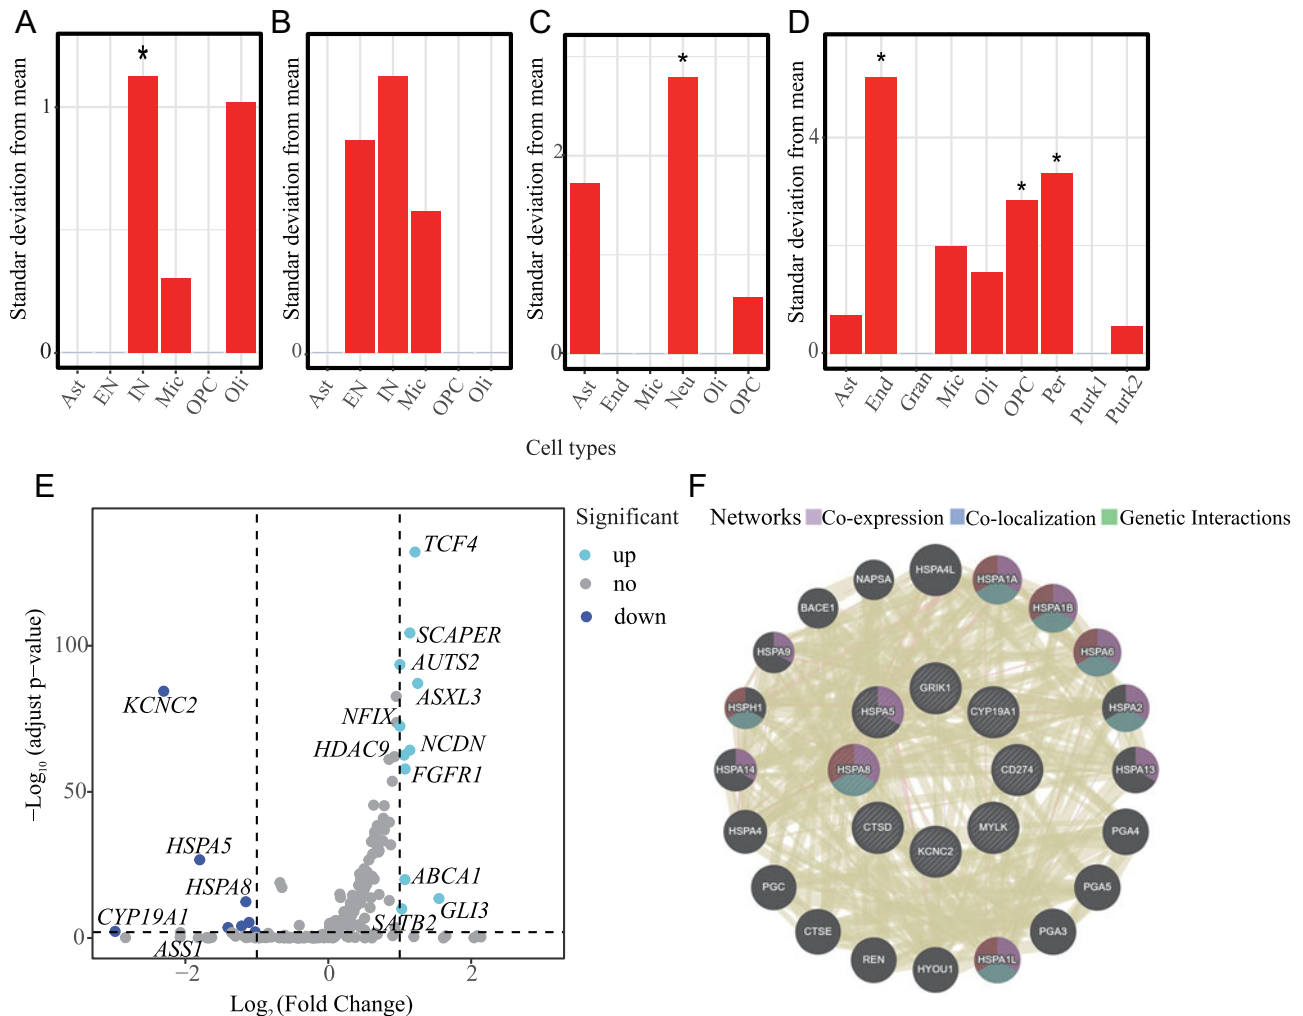 A
B
C
D
Standar deviation from mean
1
0
*
Ast
EN
IN
Mic
OPC
Oli
Standar deviation from mean
0
Ast
EN
IN
Mic
OPC
Oli
Standar deviation from mean
2
0
*
Ast
End
Mic
Neu
Oli
OPC
Standar deviation from mean
4
0
*
*
*
Ast
End
Gran
Mic
Oli
OPC
Per
Purk1
Purk2
Cell types
E
−Log₁₀ (adjust p−value)
100
50
0
−2
0
2
Log₂ (Fold Change)
TCF4
SCAPER
AUTS2
ASXL3
KCNC2
NFIX
HDAC9
NCDN
FGFR1
HSPA5
HSPA8
ABCA1
GLI3
CYP19A1
SATB2
ASS1
Significant
up
no
down
F
Networks Co-expression Co-localization Genetic Interactions
HSPA4L
NAPSA
HSPA1A
BACE1
HSPA1B
HSPA9
HSPA6
GRIK1
HSPH1
HSPA5
CYP19A1
HSPA2
HSPA14
HSPA8
CD274
HSPA13
HSPA4
CTSD
MYLK
PGA4
KCNC2
PGC
PGA5
CTSE
PGA3
REN
HYOU1
HSPA1L